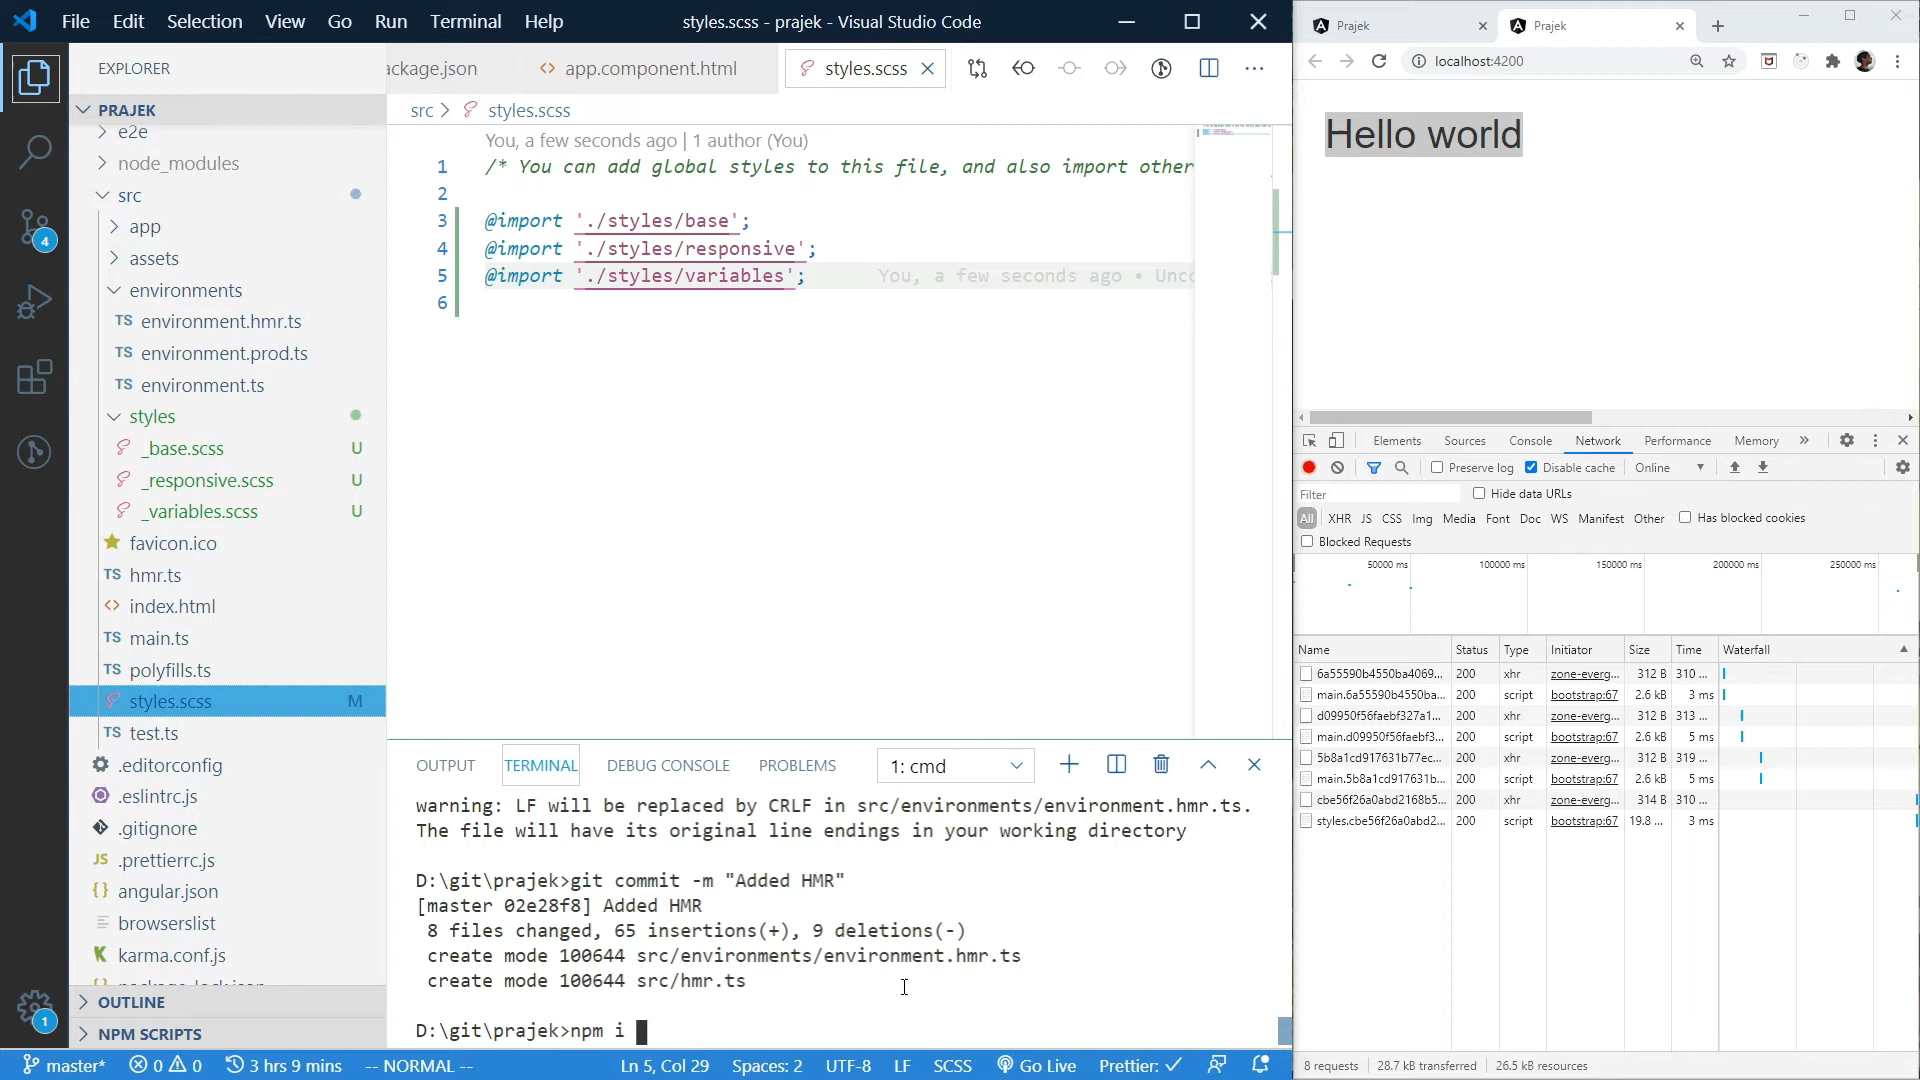 File Edit Selection View Go Run Terminal Help
styles.scss - prajek - Visual Studio Code
EXPLORER
PRAJEK
e2e
node_modules
src
app
assets
environments
TS environment.hmr.ts
TS environment.prod.ts
TS environment.ts
styles
_base.scss U
_responsive.scss U
_variables.scss U
favicon.ico
TS hmr.ts
index.html
TS main.ts
TS polyfills.ts
styles.scss M
TS test.ts
.editorconfig
.eslintrc.js
.gitignore
JS .prettierrc.js
{} angular.json
browserslist
K karma.conf.js
OUTLINE
NPM SCRIPTS
4
1
ackage.json
<> app.component.html
styles.scss
src > styles.scss
You, a few seconds ago | 1 author (You)
1 /* You can add global styles to this file, and also import other
2
3 @import './styles/base';
4 @import './styles/responsive';
5 @import './styles/variables'; You, a few seconds ago • Unco
6
OUTPUT TERMINAL DEBUG CONSOLE PROBLEMS 1: cmd
warning: LF will be replaced by CRLF in src/environments/environment.hmr.ts.
The file will have its original line endings in your working directory
D:\git\prajek>git commit -m "Added HMR"
[master 02e28f8] Added HMR
8 files changed, 65 insertions(+), 9 deletions(-)
create mode 100644 src/environments/environment.hmr.ts
create mode 100644 src/hmr.ts
D:\git\prajek>npm i
master* 0 0 3 hrs 9 mins -- NORMAL -- Ln 5, Col 29 Spaces: 2 UTF-8 LF SCSS Go Live Prettier: ✓
Prajek Prajek
localhost:4200
Hello world
Elements Sources Console Network Performance Memory »
Preserve log Disable cache Online
Filter Hide data URLs
All XHR JS CSS Img Media Font Doc WS Manifest Other Has blocked cookies
Blocked Requests
50000 ms 100000 ms 150000 ms 200000 ms 250000 ms
Name Status Type Initiator Size Time Waterfall
6a55590b4550ba4069... 200 xhr zone-everg... 312 B 310 ...
main.6a55590b4550ba... 200 script bootstrap:67 2.6 kB 3 ms
d09950f56faebf327a1... 200 xhr zone-everg... 312 B 313 ...
main.d09950f56faebf3... 200 script bootstrap:67 2.6 kB 5 ms
5b8a1cd917631b77ec... 200 xhr zone-everg... 312 B 319 ...
main.5b8a1cd917631b... 200 script bootstrap:67 2.6 kB 5 ms
cbe56f26a0abd2168b5... 200 xhr zone-everg... 314 B 310 ...
styles.cbe56f26a0abd2... 200 script bootstrap:67 19.8 ... 3 ms
8 requests 28.7 kB transferred 26.5 kB resources